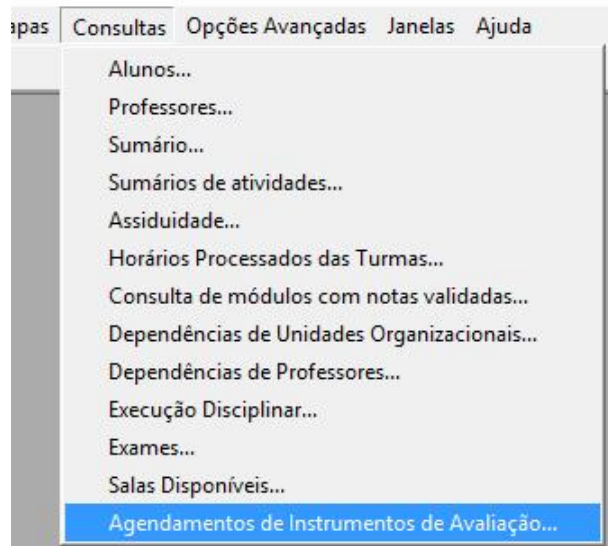 apas Consultas Opções Avançadas Janelas Ajuda
Alunos...
Professores...
Sumário...
Sumários de atividades...
Assiduidade...
Horários Processados das Turmas...
Consulta de módulos com notas validadas...
Dependências de Unidades Organizacionais...
Dependências de Professores...
Execução Disciplinar...
Exames...
Salas Disponíveis...
Agendamentos de Instrumentos de Avaliação...